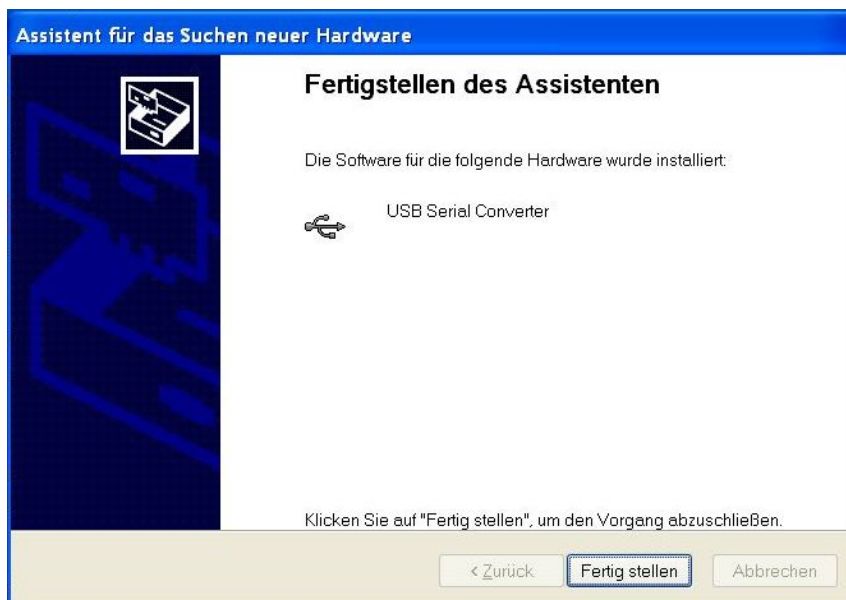 Assistent für das Suchen neuer Hardware
Fertigstellen des Assistenten
Die Software für die folgende Hardware wurde installiert:
USB Serial Converter
Klicken Sie auf "Fertig stellen", um den Vorgang abzuschließen.
< Zurück
Fertig stellen
Abbrechen